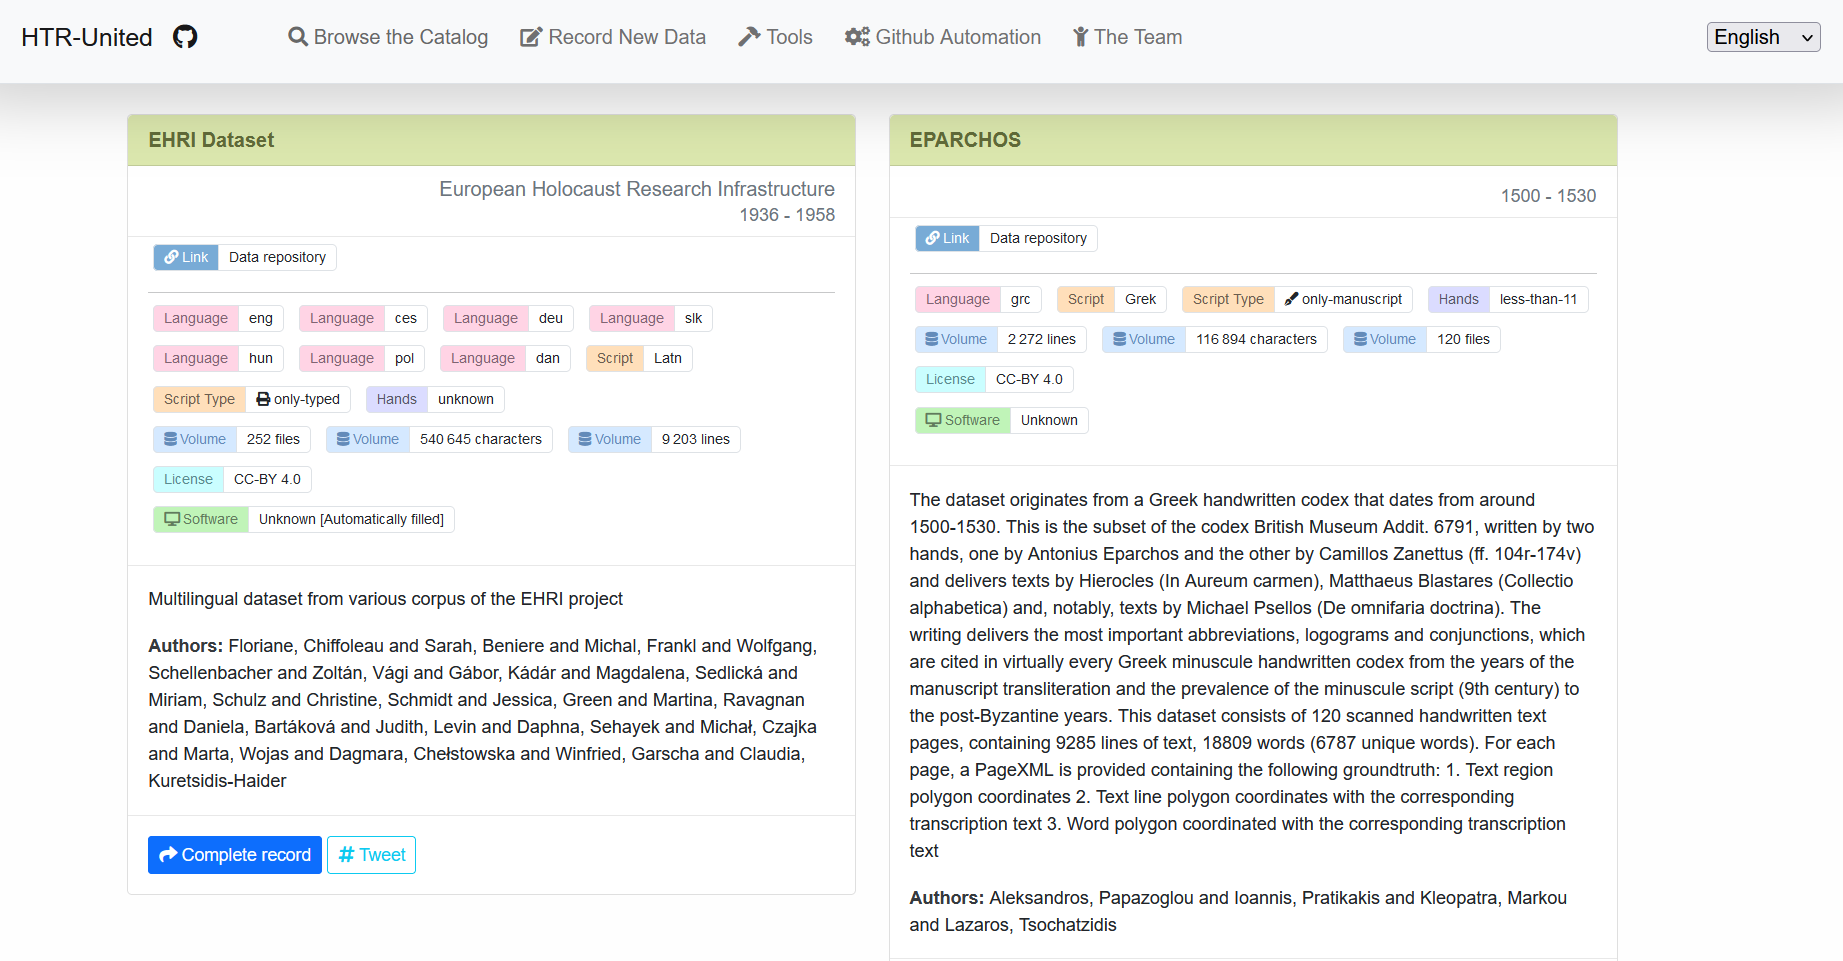 HTR-United
Browse the Catalog
Record New Data
Tools
Github Automation
The Team
English
EHRI Dataset
European Holocaust Research Infrastructure
1936 - 1958
Link Data repository
Language eng Language ces Language deu Language slk
Language hun Language pol Language dan Script Latn
Script Type only-typed Hands unknown
Volume 252 files Volume 540 645 characters Volume 9 203 lines
License CC-BY 4.0
Software Unknown [Automatically filled]
Multilingual dataset from various corpus of the EHRI project
Authors: Floriane, Chiffoleau and Sarah, Beniere and Michal, Frankl and Wolfgang,
Schellenbacher and Zoltán, Vági and Gábor, Kádár and Magdalena, Sedlická and
Miriam, Schulz and Christine, Schmidt and Jessica, Green and Martina, Ravagnan
and Daniela, Bartáková and Judith, Levin and Daphna, Sehayek and Michał, Czajka
and Marta, Wojas and Dagmara, Chełstowska and Winfried, Garscha and Claudia,
Kuretsidis-Haider
Complete record
# Tweet
EPARCHOS
1500 - 1530
Link Data repository
Language grc Script Grek Script Type only-manuscript Hands less-than-11
Volume 2 272 lines Volume 116 894 characters Volume 120 files
License CC-BY 4.0
Software Unknown
The dataset originates from a Greek handwritten codex that dates from around
1500-1530. This is the subset of the codex British Museum Addit. 6791, written by two
hands, one by Antonius Eparchos and the other by Camillos Zanettus (ff. 104r-174v)
and delivers texts by Hierocles (In Aureum carmen), Matthaeus Blastares (Collectio
alphabetica) and, notably, texts by Michael Psellos (De omnifaria doctrina). The
writing delivers the most important abbreviations, logograms and conjunctions, which
are cited in virtually every Greek minuscule handwritten codex from the years of the
manuscript transliteration and the prevalence of the minuscule script (9th century) to
the post-Byzantine years. This dataset consists of 120 scanned handwritten text
pages, containing 9285 lines of text, 18809 words (6787 unique words). For each
page, a PageXML is provided containing the following groundtruth: 1. Text region
polygon coordinates 2. Text line polygon coordinates with the corresponding
transcription text 3. Word polygon coordinated with the corresponding transcription
text
Authors: Aleksandros, Papazoglou and Ioannis, Pratikakis and Kleopatra, Markou
and Lazaros, Tsochatzidis